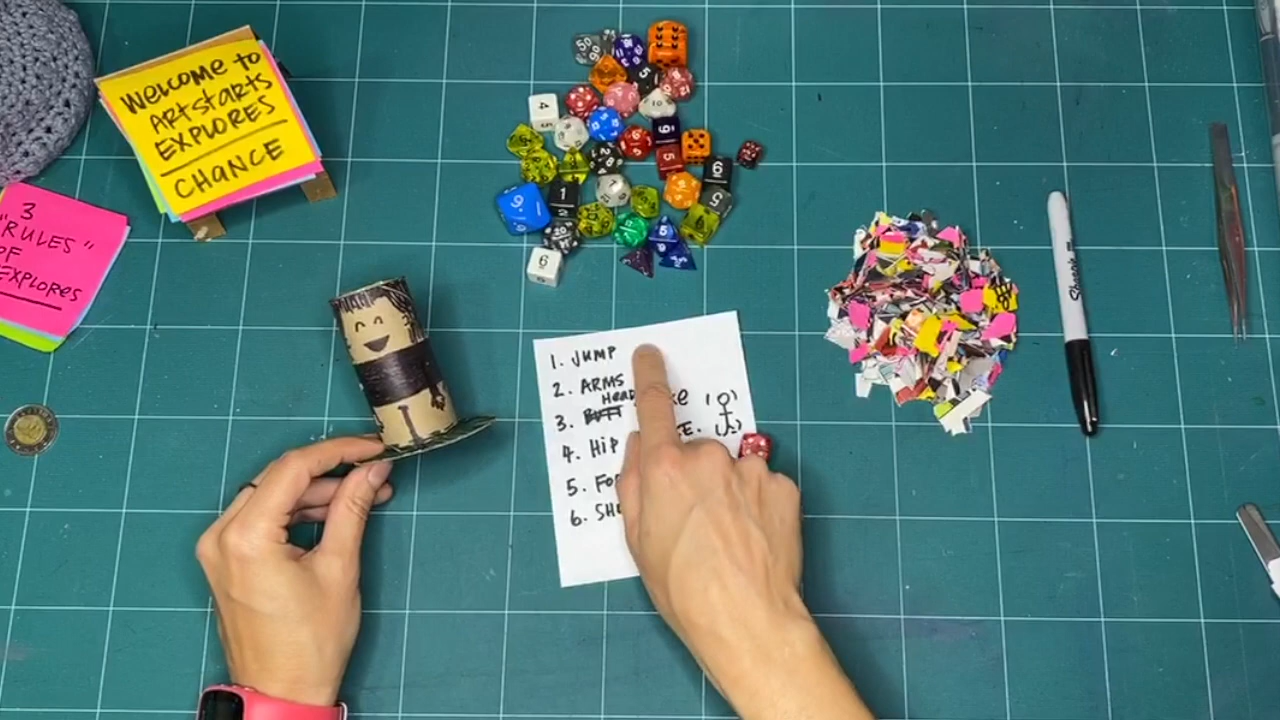 Welcome to
Artstarts
EXPLORES
CHANCE
3
"RULES"
OF
EXPLORES
1. JUMP
2. ARMS
HEAD
3.
4. HIP
5.
6.
Sharpie